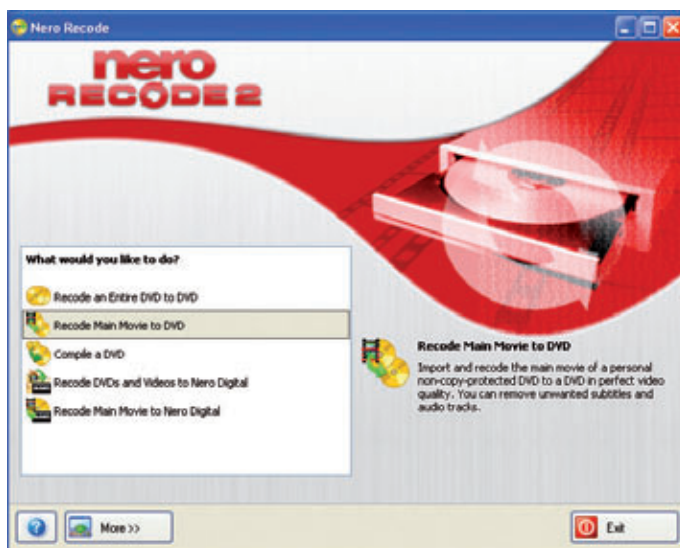 Nero Recode
nero
RECODE 2
What would you like to do?
Recode an Entire DVD to DVD
Recode Main Movie to DVD
Compile a DVD
Recode DVDs and Videos to Nero Digital
Recode Main Movie to Nero Digital
Recode Main Movie to DVD
Import and recode the main movie of a personal
non-copy-protected DVD to a DVD in perfect video
quality. You can remove unwanted subtitles and
audio tracks.
? More >> Exit